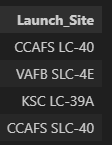 Launch_Site
CCAFS LC-40
VAFB SLC-4E
KSC LC-39A
CCAFS SLC-40